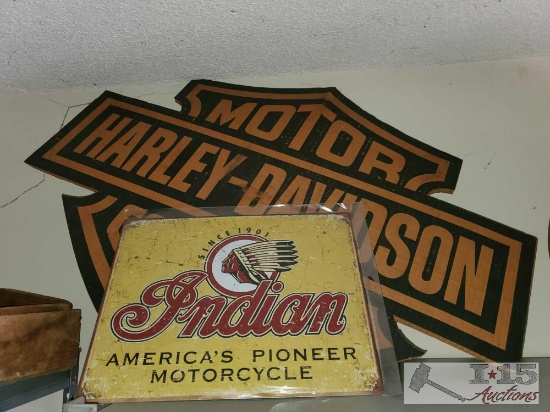 MOTOR
HARLEY-DAVIDSON
SINCE 1901
Indian
AMERICA'S PIONEER
MOTORCYCLE
I-15
Auctions